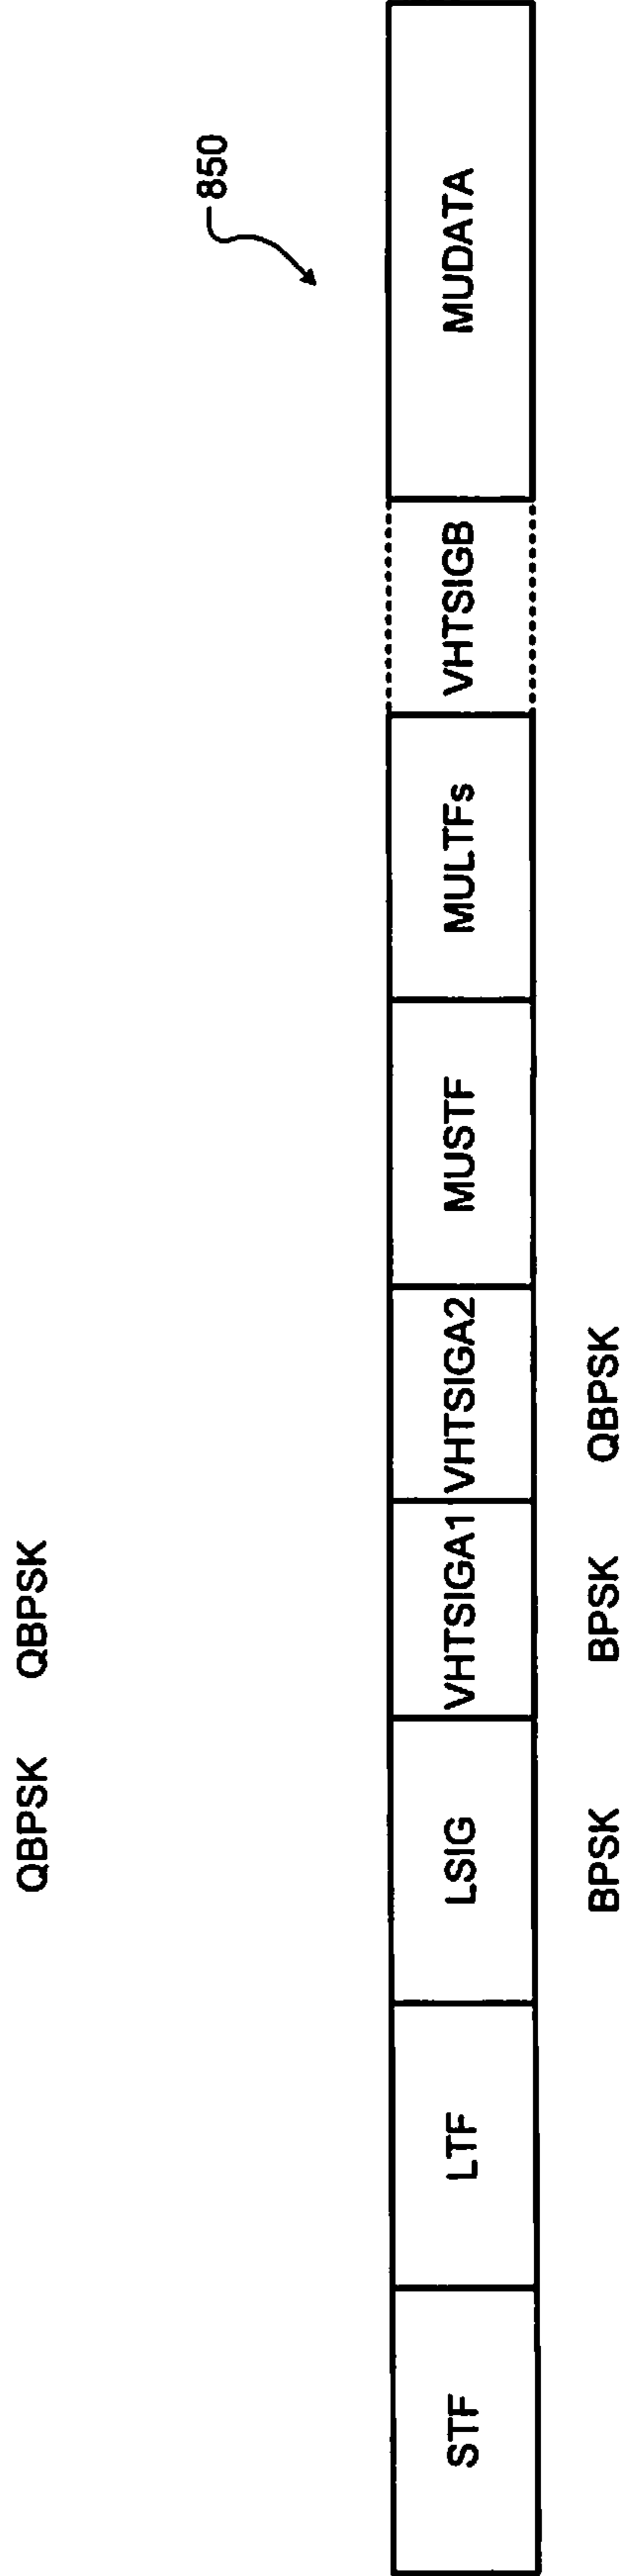 QBPSK QBPSK
850
STF LTF LSIG VHTSIGA1 VHTSIGA2 MUSTF MULTFs VHTSIGB MUDATA
BPSK BPSK QBPSK